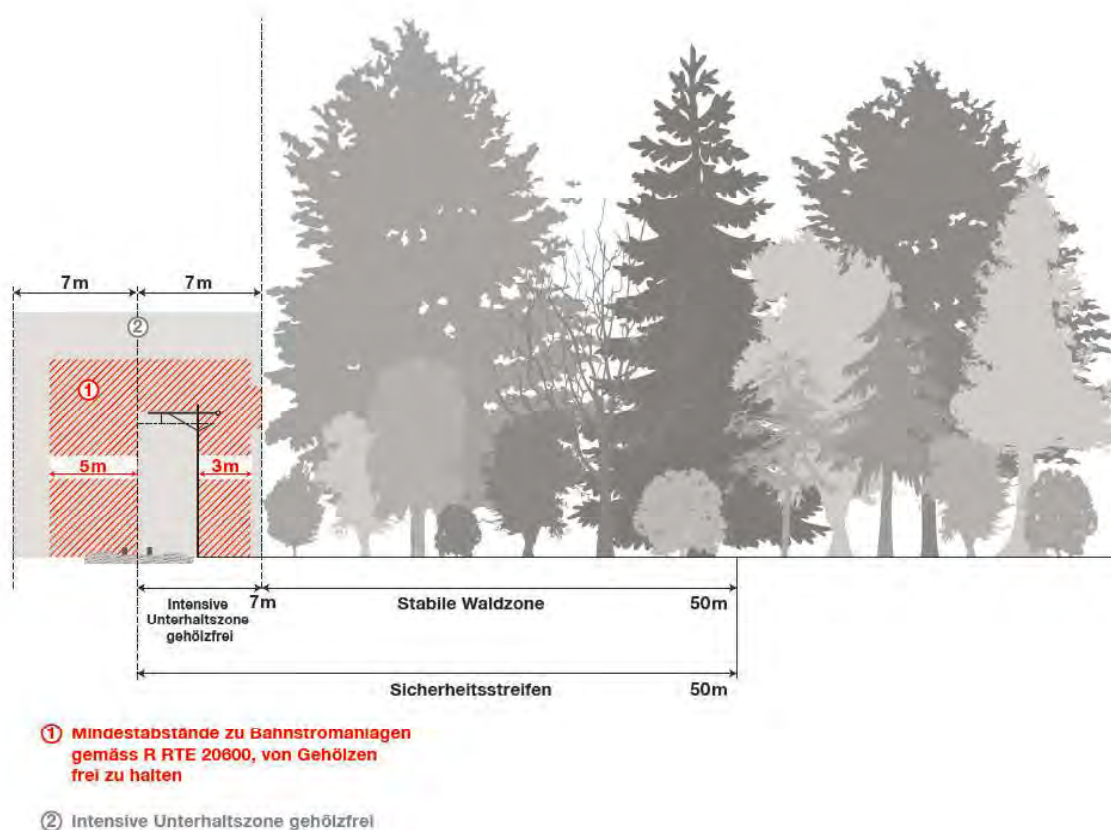 7m 7m
2
1
5m 3m
Intensive
Unterhaltszone
gehölzfrei
7m Stabile Waldzone 50m
Sicherheitsstreifen 50m
1 Mindestabstände zu Bahnstromanlagen
gemäss R RTE 20600, von Gehölzen
frei zu halten
2 Intensive Unterhaltszone gehölzfrei